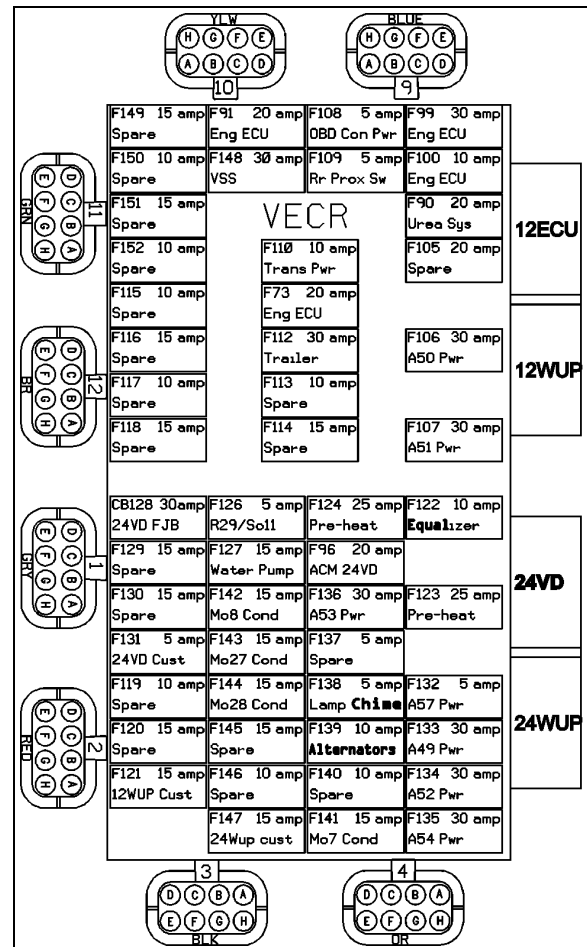 YLW
H G F E
A B C D
10
BLUE
H G F E
A B C D
9
F149 15 amp
Spare
F91 20 amp
Eng ECU
F108 5 amp
OBD Con Pwr
F99 30 amp
Eng ECU
F150 10 amp
Spare
F148 30 amp
VSS
F109 5 amp
Rr Prox Sw
F100 10 amp
Eng ECU
F151 15 amp
Spare
VECR
F90 20 amp
Urea Sys
F152 10 amp
Spare
F110 10 amp
Trans Pwr
F105 20 amp
Spare
F115 10 amp
Spare
F73 20 amp
Eng ECU
F116 15 amp
Spare
F112 30 amp
Trailer
F106 30 amp
A50 Pwr
F117 10 amp
Spare
F113 10 amp
Spare
F118 15 amp
Spare
F114 15 amp
Spare
F107 30 amp
A51 Pwr
CB128 30amp
24VD FJB
F126 5 amp
R29/Sol1
F124 25 amp
Pre-heat
F122 10 amp
Equalizer
F129 15 amp
Spare
F127 15 amp
Water Pump
F96 20 amp
ACM 24VD
F130 15 amp
Spare
F142 15 amp
Mo8 Cond
F136 30 amp
A53 Pwr
F123 25 amp
Pre-heat
F131 5 amp
24VD Cust
F143 15 amp
Mo27 Cond
F137 5 amp
Spare
F119 10 amp
Spare
F144 15 amp
Mo28 Cond
F138 5 amp
Lamp Chime
F132 5 amp
A57 Pwr
F120 15 amp
Spare
F145 15 amp
Spare
F139 10 amp
Alternators
F133 30 amp
A49 Pwr
F121 15 amp
12WUP Cust
F146 10 amp
Spare
F140 10 amp
Spare
F134 30 amp
A52 Pwr
F147 15 amp
24Wup cust
F141 15 amp
Mo7 Cond
F135 30 amp
A54 Pwr
12ECU
12WUP
24VD
24WUP
GRN
E D
F C
G B
H A
11
BR
E D
F C
G B
H A
12
GRY
E D
F C
G B
H A
1
RED
E D
F C
G B
H A
2
3
D C B A
E F G H
BLK
4
D C B A
E F G H
OR